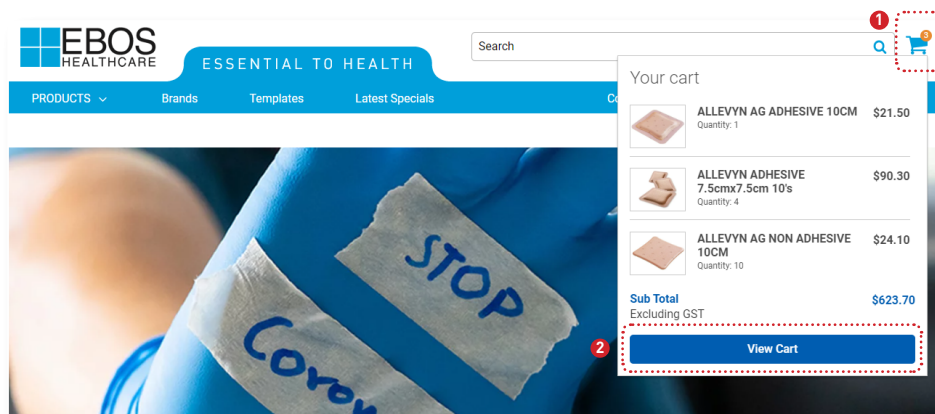 1
EBOS
HEALTHCARE
ESSENTIAL TO HEALTH
Search
3
PRODUCTS
Brands
Templates
Latest Specials
Your cart
ALLEVYN AG ADHESIVE 10CM $21.50
Quantity: 1
ALLEVYN ADHESIVE $90.30
7.5cmx7.5cm 10's
Quantity: 4
ALLEVYN AG NON ADHESIVE $24.10
10CM
Quantity: 10
Sub Total $623.70
Excluding GST
2
View Cart
STOP